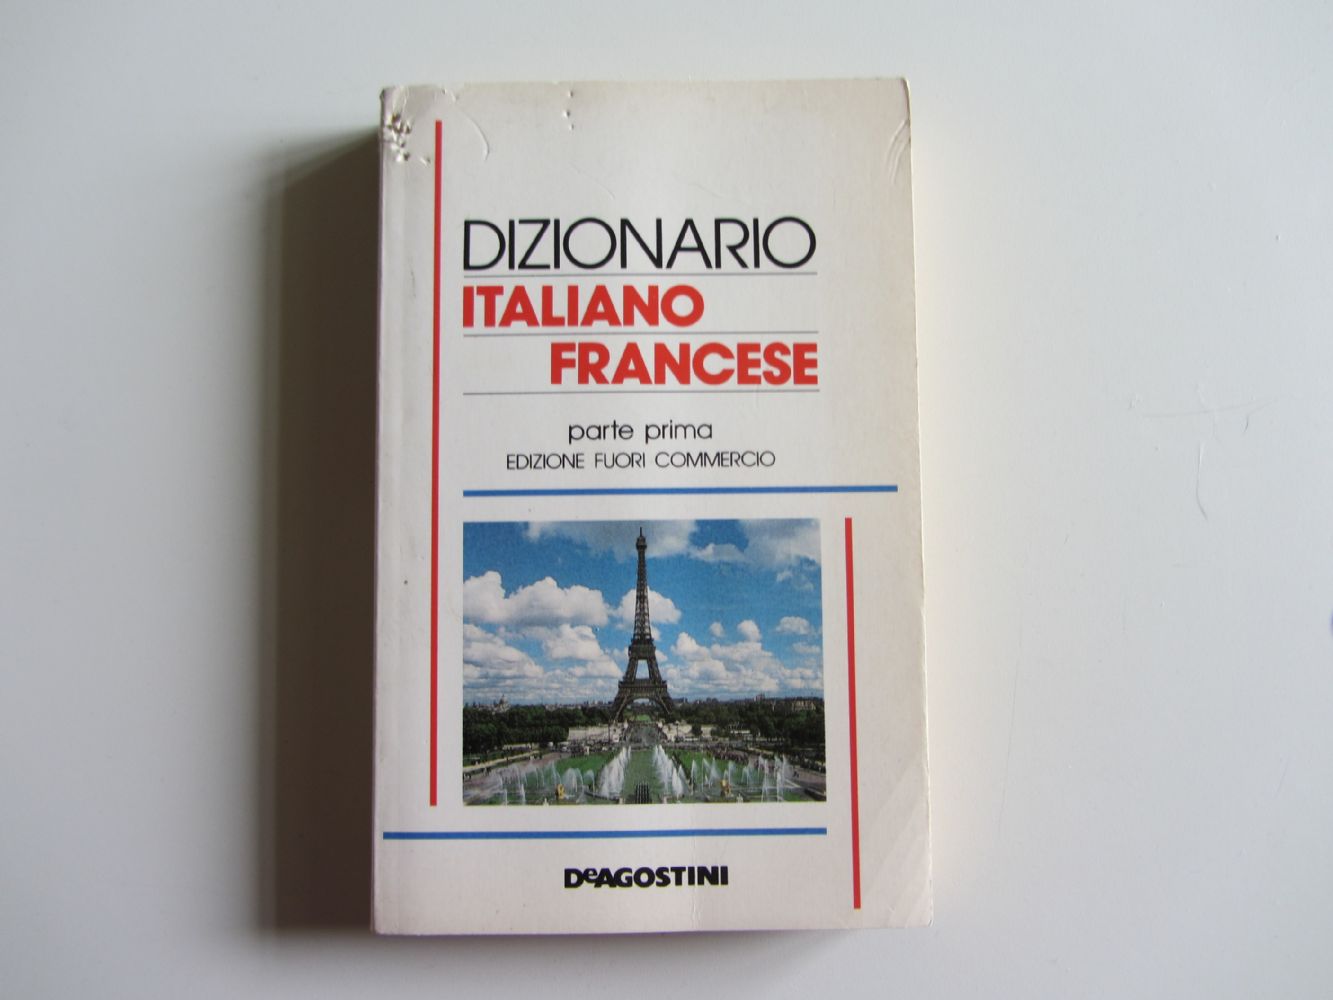 DIZIONARIO
ITALIANO
FRANCESE
parte prima
EDIZIONE FUORI COMMERCIO
DeAGOSTINI